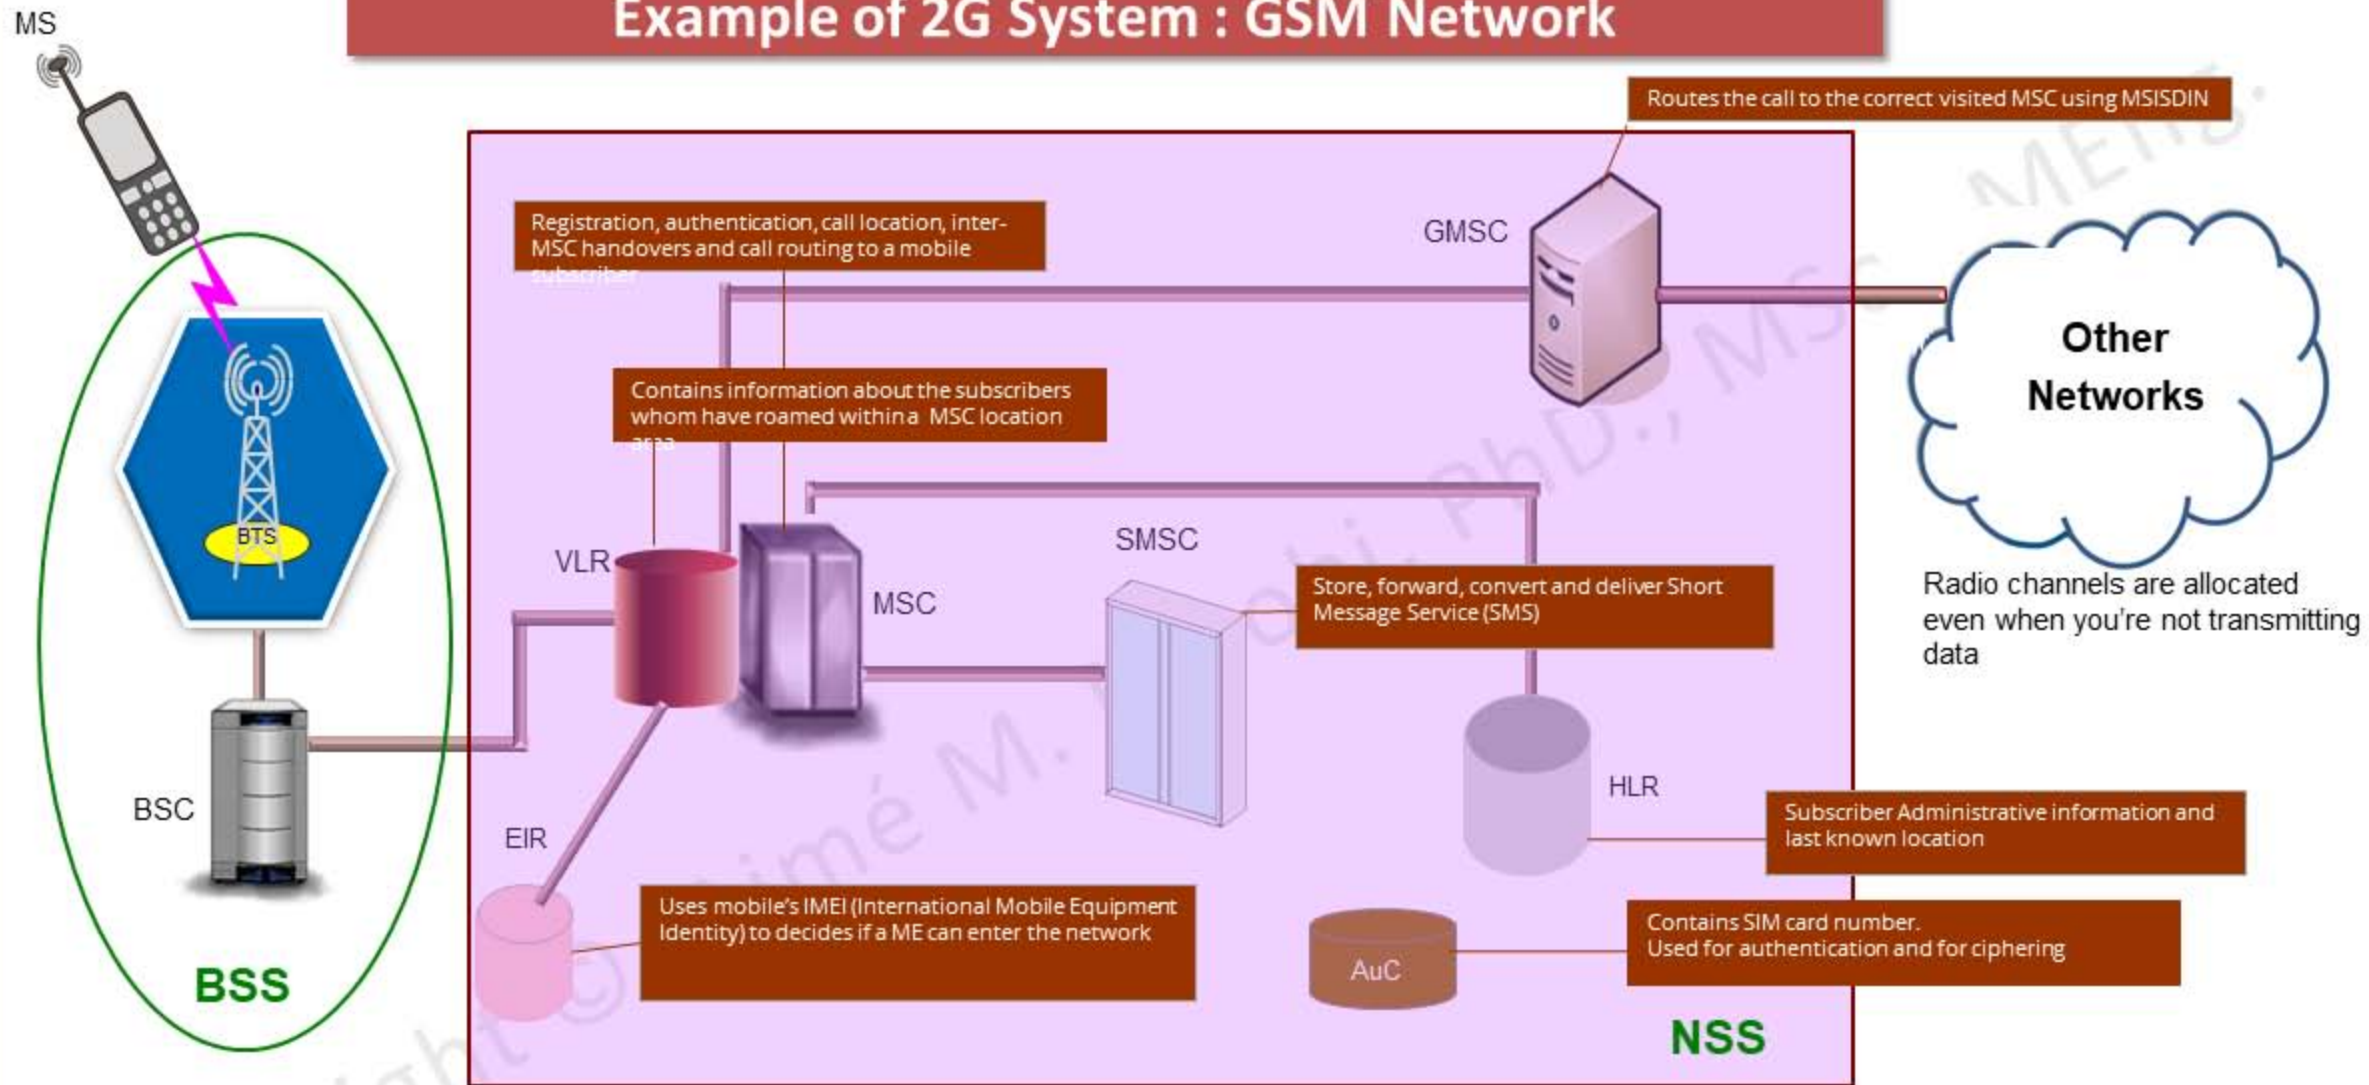 MS
Example of 2G System : GSM Network
Routes the call to the correct visited MSC using MSISDIN
Registration, authentication, call location, inter-
MSC handovers and call routing to a mobile
subscriber
GMSC
Other
Networks
Contains information about the subscribers
whom have roamed within a MSC location
area
BTS
VLR
MSC
SMSC
Store, forward, convert and deliver Short
Message Service (SMS)
Radio channels are allocated
even when you're not transmitting
data
BSC
HLR
Subscriber Administrative information and
last known location
EIR
Uses mobile's IMEI (International Mobile Equipment
Identity) to decides if a ME can enter the network
Contains SIM card number.
Used for authentication and for ciphering
AuC
BSS
NSS
PhD., MSc
MEng.